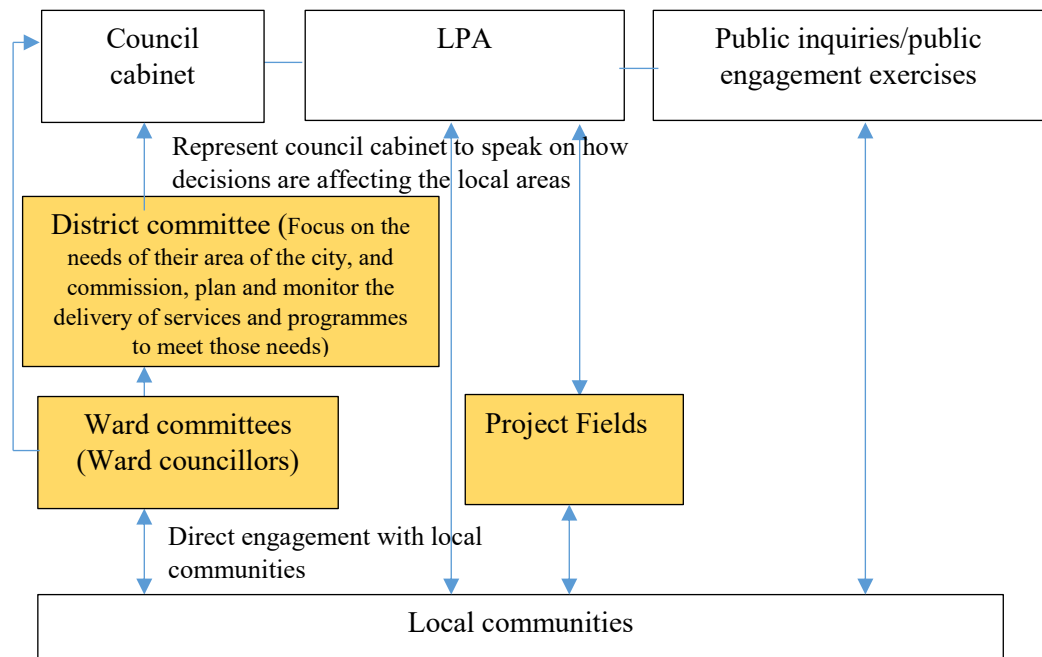 Council
cabinet
LPA
Public inquiries/public
engagement exercises
Represent council cabinet to speak on how
decisions are affecting the local areas
District committee (Focus on the
needs of their area of the city, and
commission, plan and monitor the
delivery of services and programmes
to meet those needs)
Ward committees
(Ward councillors)
Project Fields
Direct engagement with local
communities
Local communities